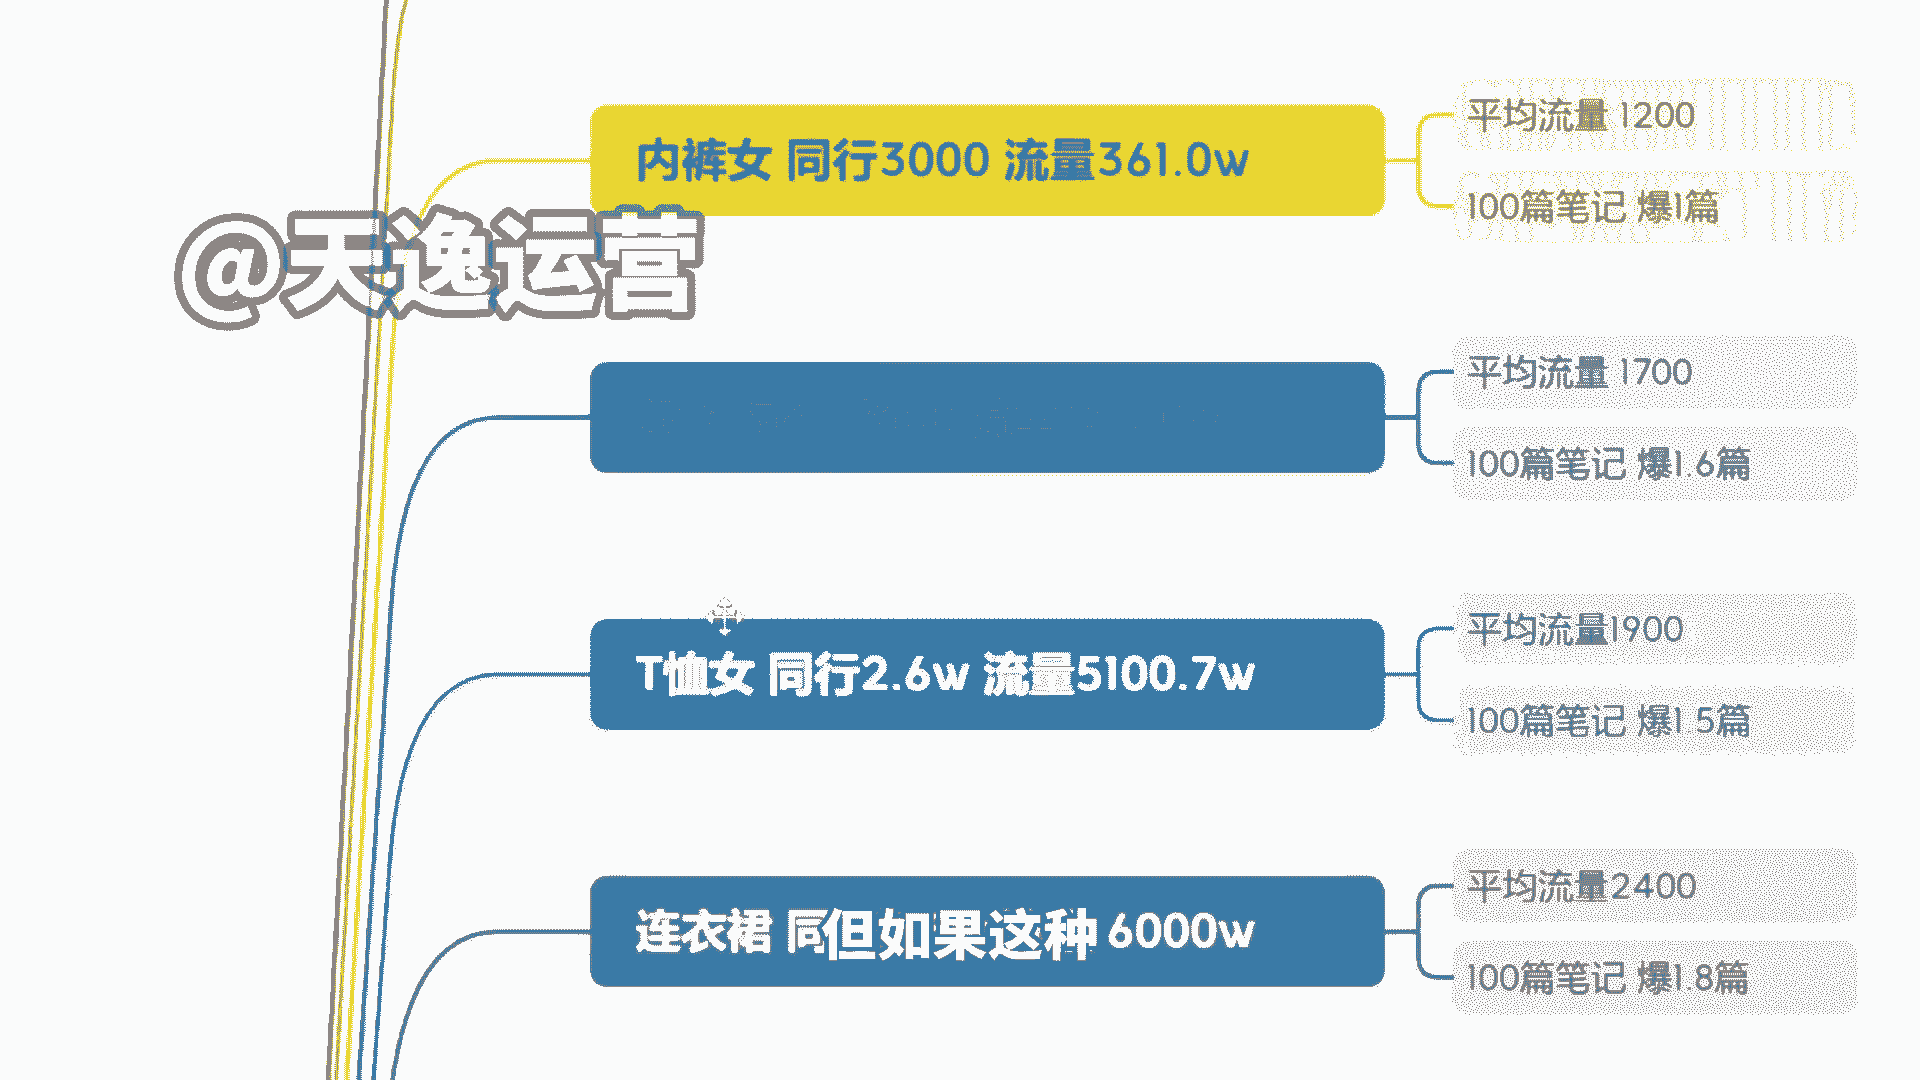 平均流量 1200
内裤女 同行3000 流量361.0w
100篇笔记 爆1篇
@天逸运营
平均流量 1700
100篇笔记 爆1.6篇
平均流量1900
T恤女 同行2.6w 流量5100.7w
100篇笔记 爆1 5篇
平均流量2400
连衣裙 同
但如果这种
6000w
100篇笔记 爆1.8篇